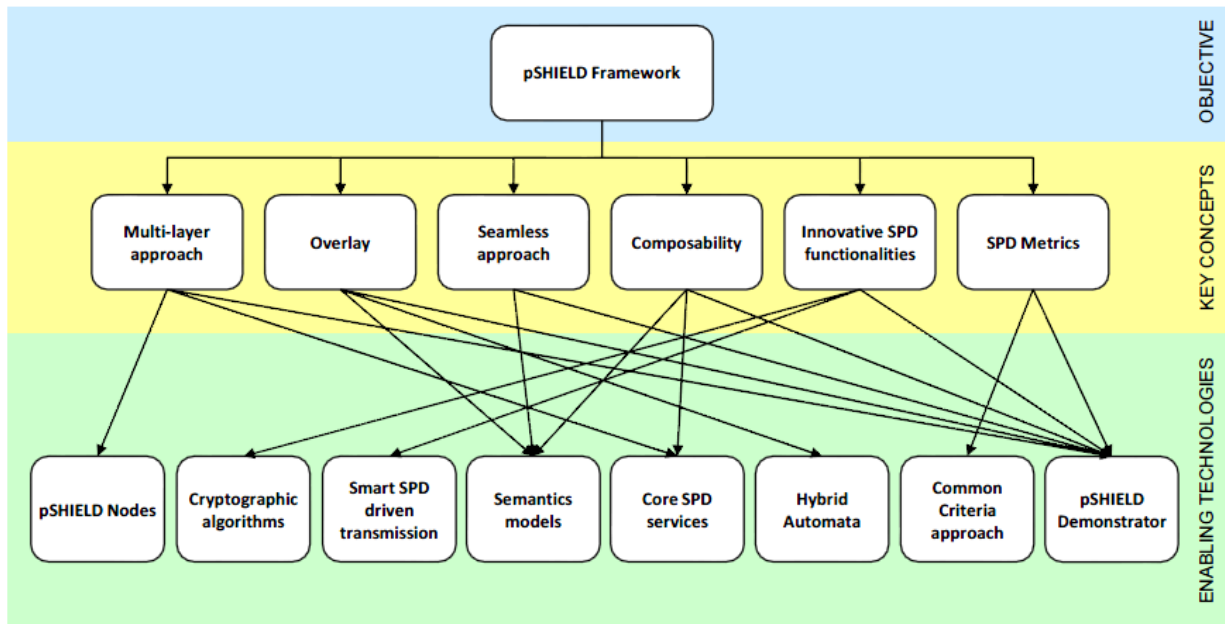 pSHIELD Framework
OBJECTIVE
Multi-layer
approach
Overlay
Seamless
approach
Composability
Innovative SPD
functionalities
SPD Metrics
KEY CONCEPTS
pSHIELD Nodes
Cryptographic
algorithms
Smart SPD
driven
transmission
Semantics
models
Core SPD
services
Hybrid
Automata
Common
Criteria
approach
pSHIELD
Demonstrator
ENABLING TECHNOLOGIES